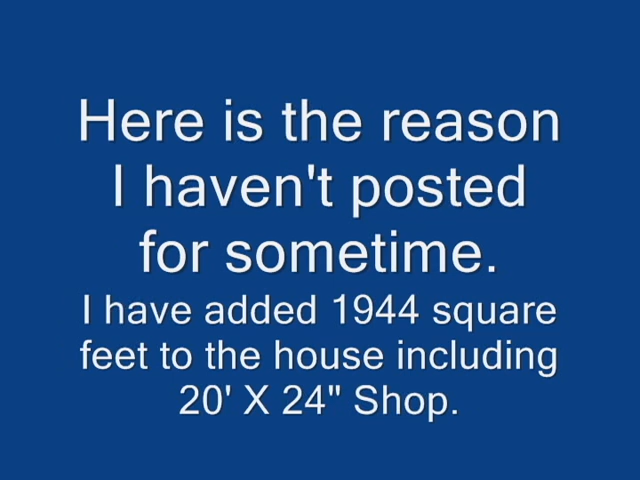 Here is the reason
I haven't posted
for sometime.
I have added 1944 square
feet to the house including
20' X 24" Shop.